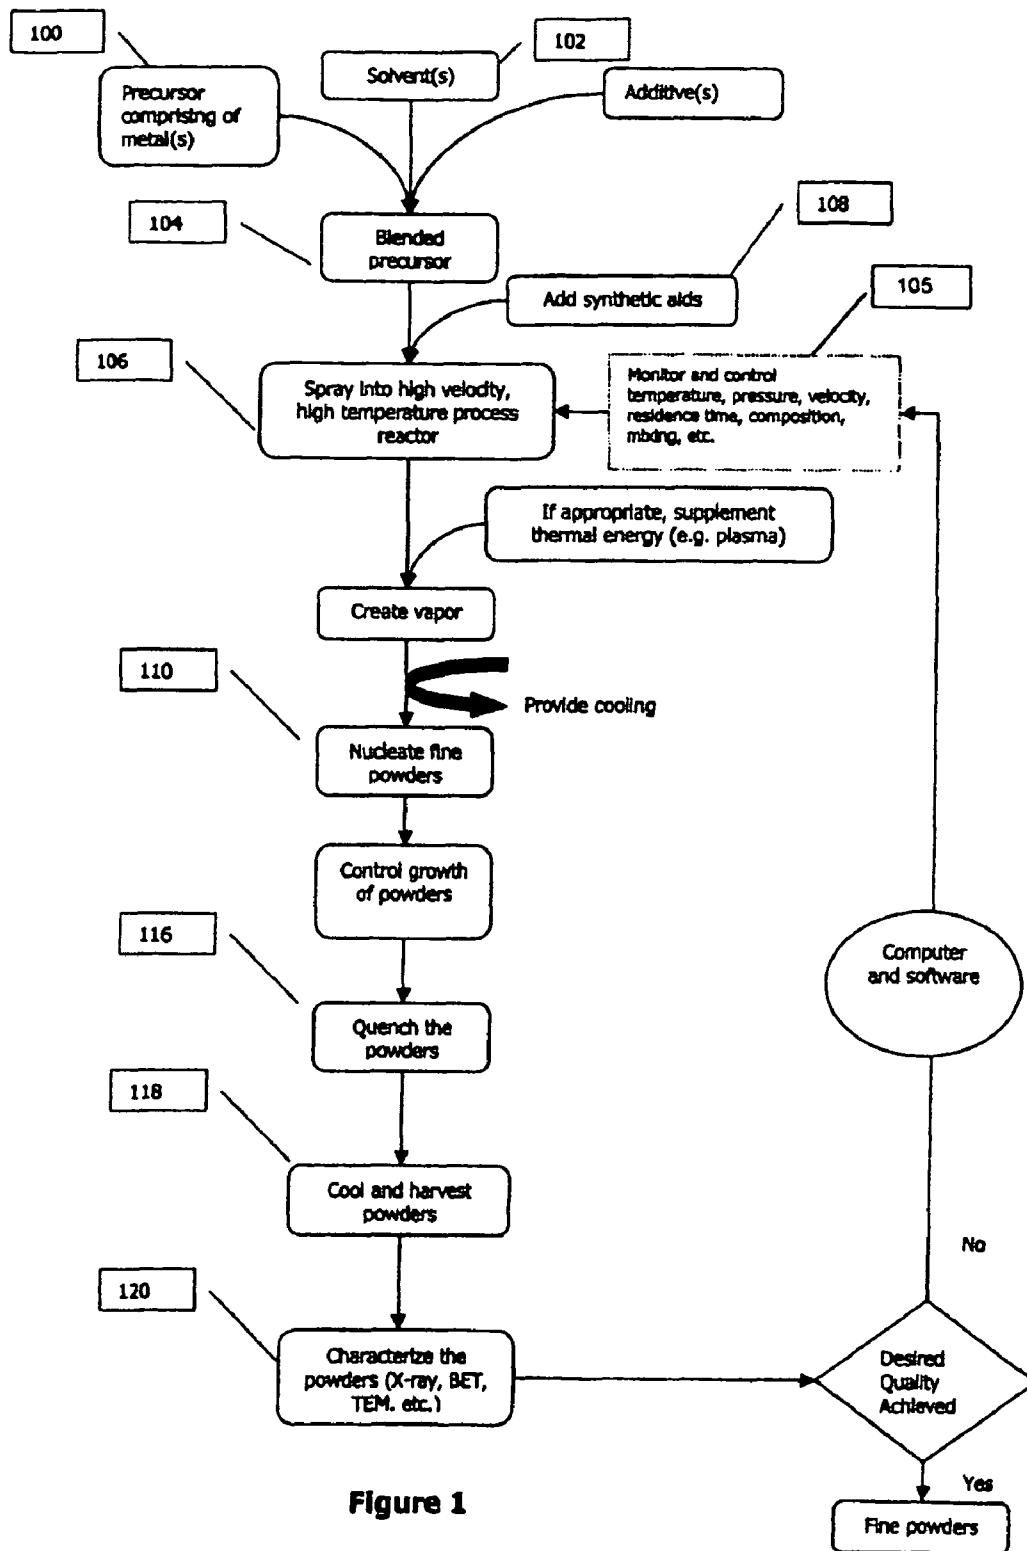 100
102
Solvent(s)
Precursor
comprising of
metal(s)
Additive(s)
104
108
Blended
precursor
Add synthetic aids
105
106
Spray into high velocity,
high temperature process
reactor
Monitor and control
temperature, pressure, velocity,
residence time, composition,
mixing, etc.
If appropriate, supplement
thermal energy (e.g. plasma)
Create vapor
110
Provide cooling
Nucleate fine
powders
Control growth
of powders
116
Computer
and software
Quench the
powders
118
Cool and harvest
powders
No
120
Characterize the
powders (X-ray, BET,
TEM. etc.)
Desired
Quality
Achieved
Yes
Figure 1
Fine powders